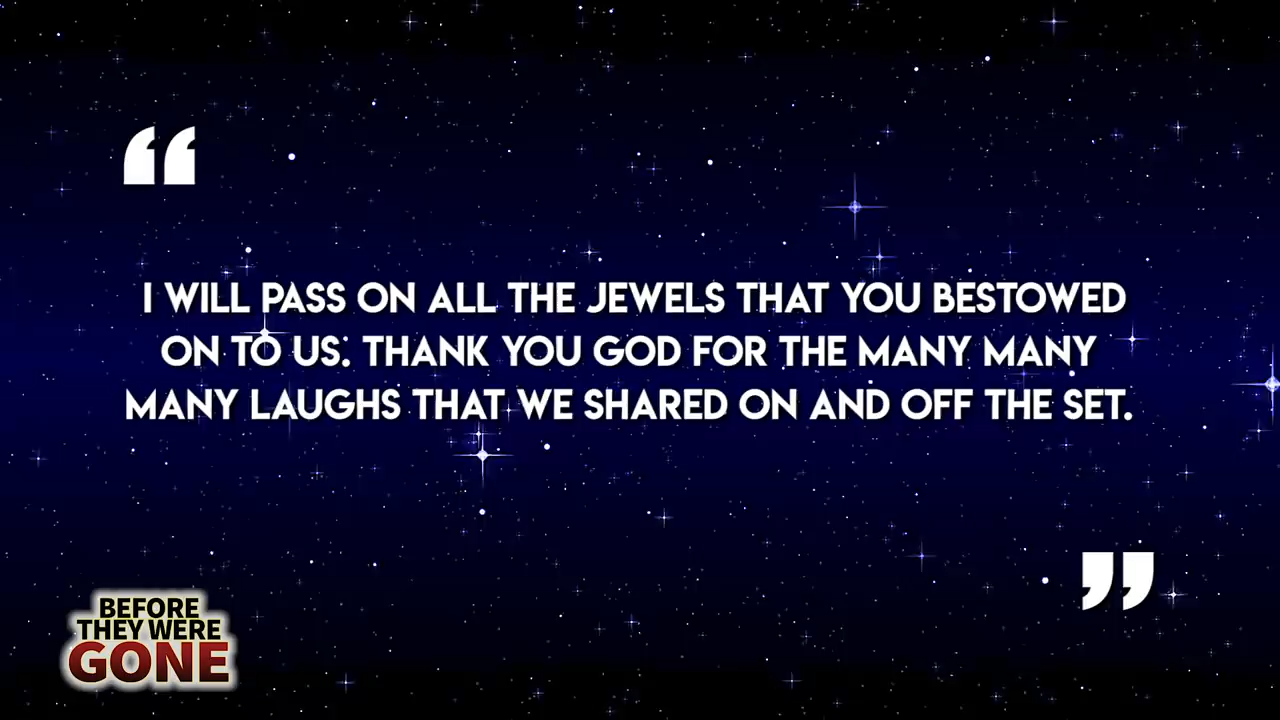 “
I WILL PASS ON ALL THE JEWELS THAT YOU BESTOWED
ON TO US. THANK YOU GOD FOR THE MANY MANY
MANY LAUGHS THAT WE SHARED ON AND OFF THE SET.
”
BEFORE
THEY WERE
GONE